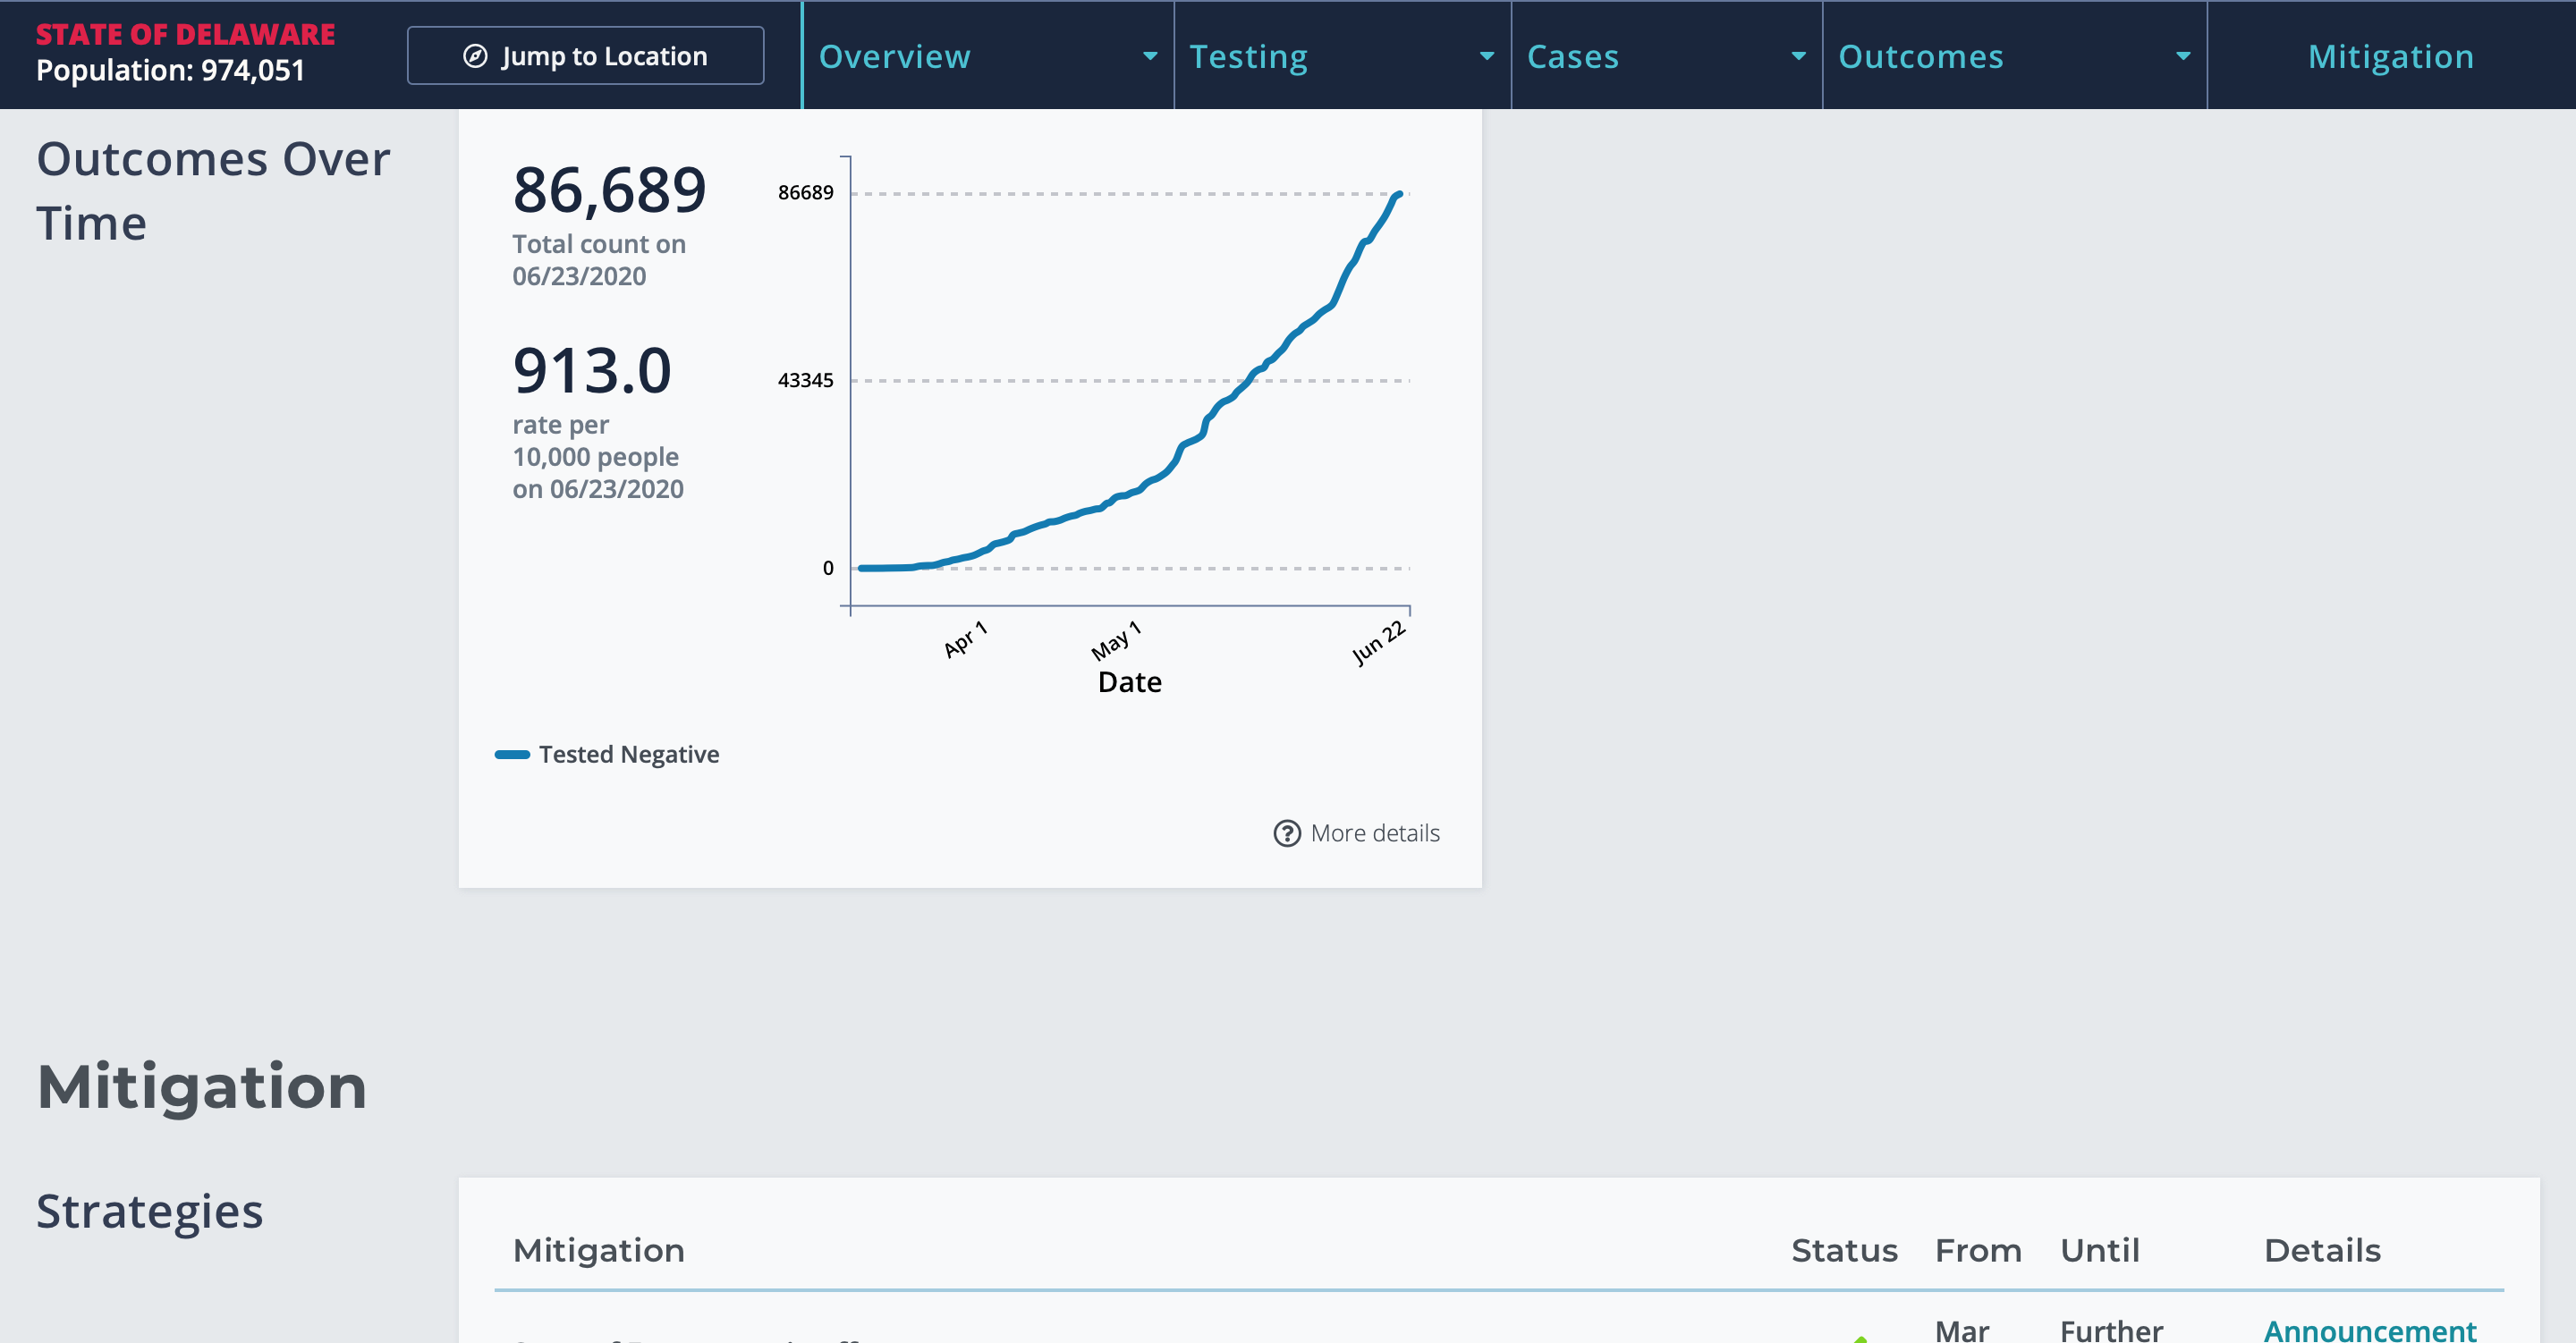 STATE OF DELAWARE
Population: 974,051
Jump to Location
Overview
Testing
Cases
Outcomes
Mitigation
Outcomes Over
Time
86,689
Total count on
06/23/2020
913.0
rate per
10,000 people
on 06/23/2020
86689
43345
0
Apr 1
May 1
Jun 22
Date
Tested Negative
More details
Mitigation
Strategies
Mitigation
Status
From
Until
Details
Mar
Further
Announcement